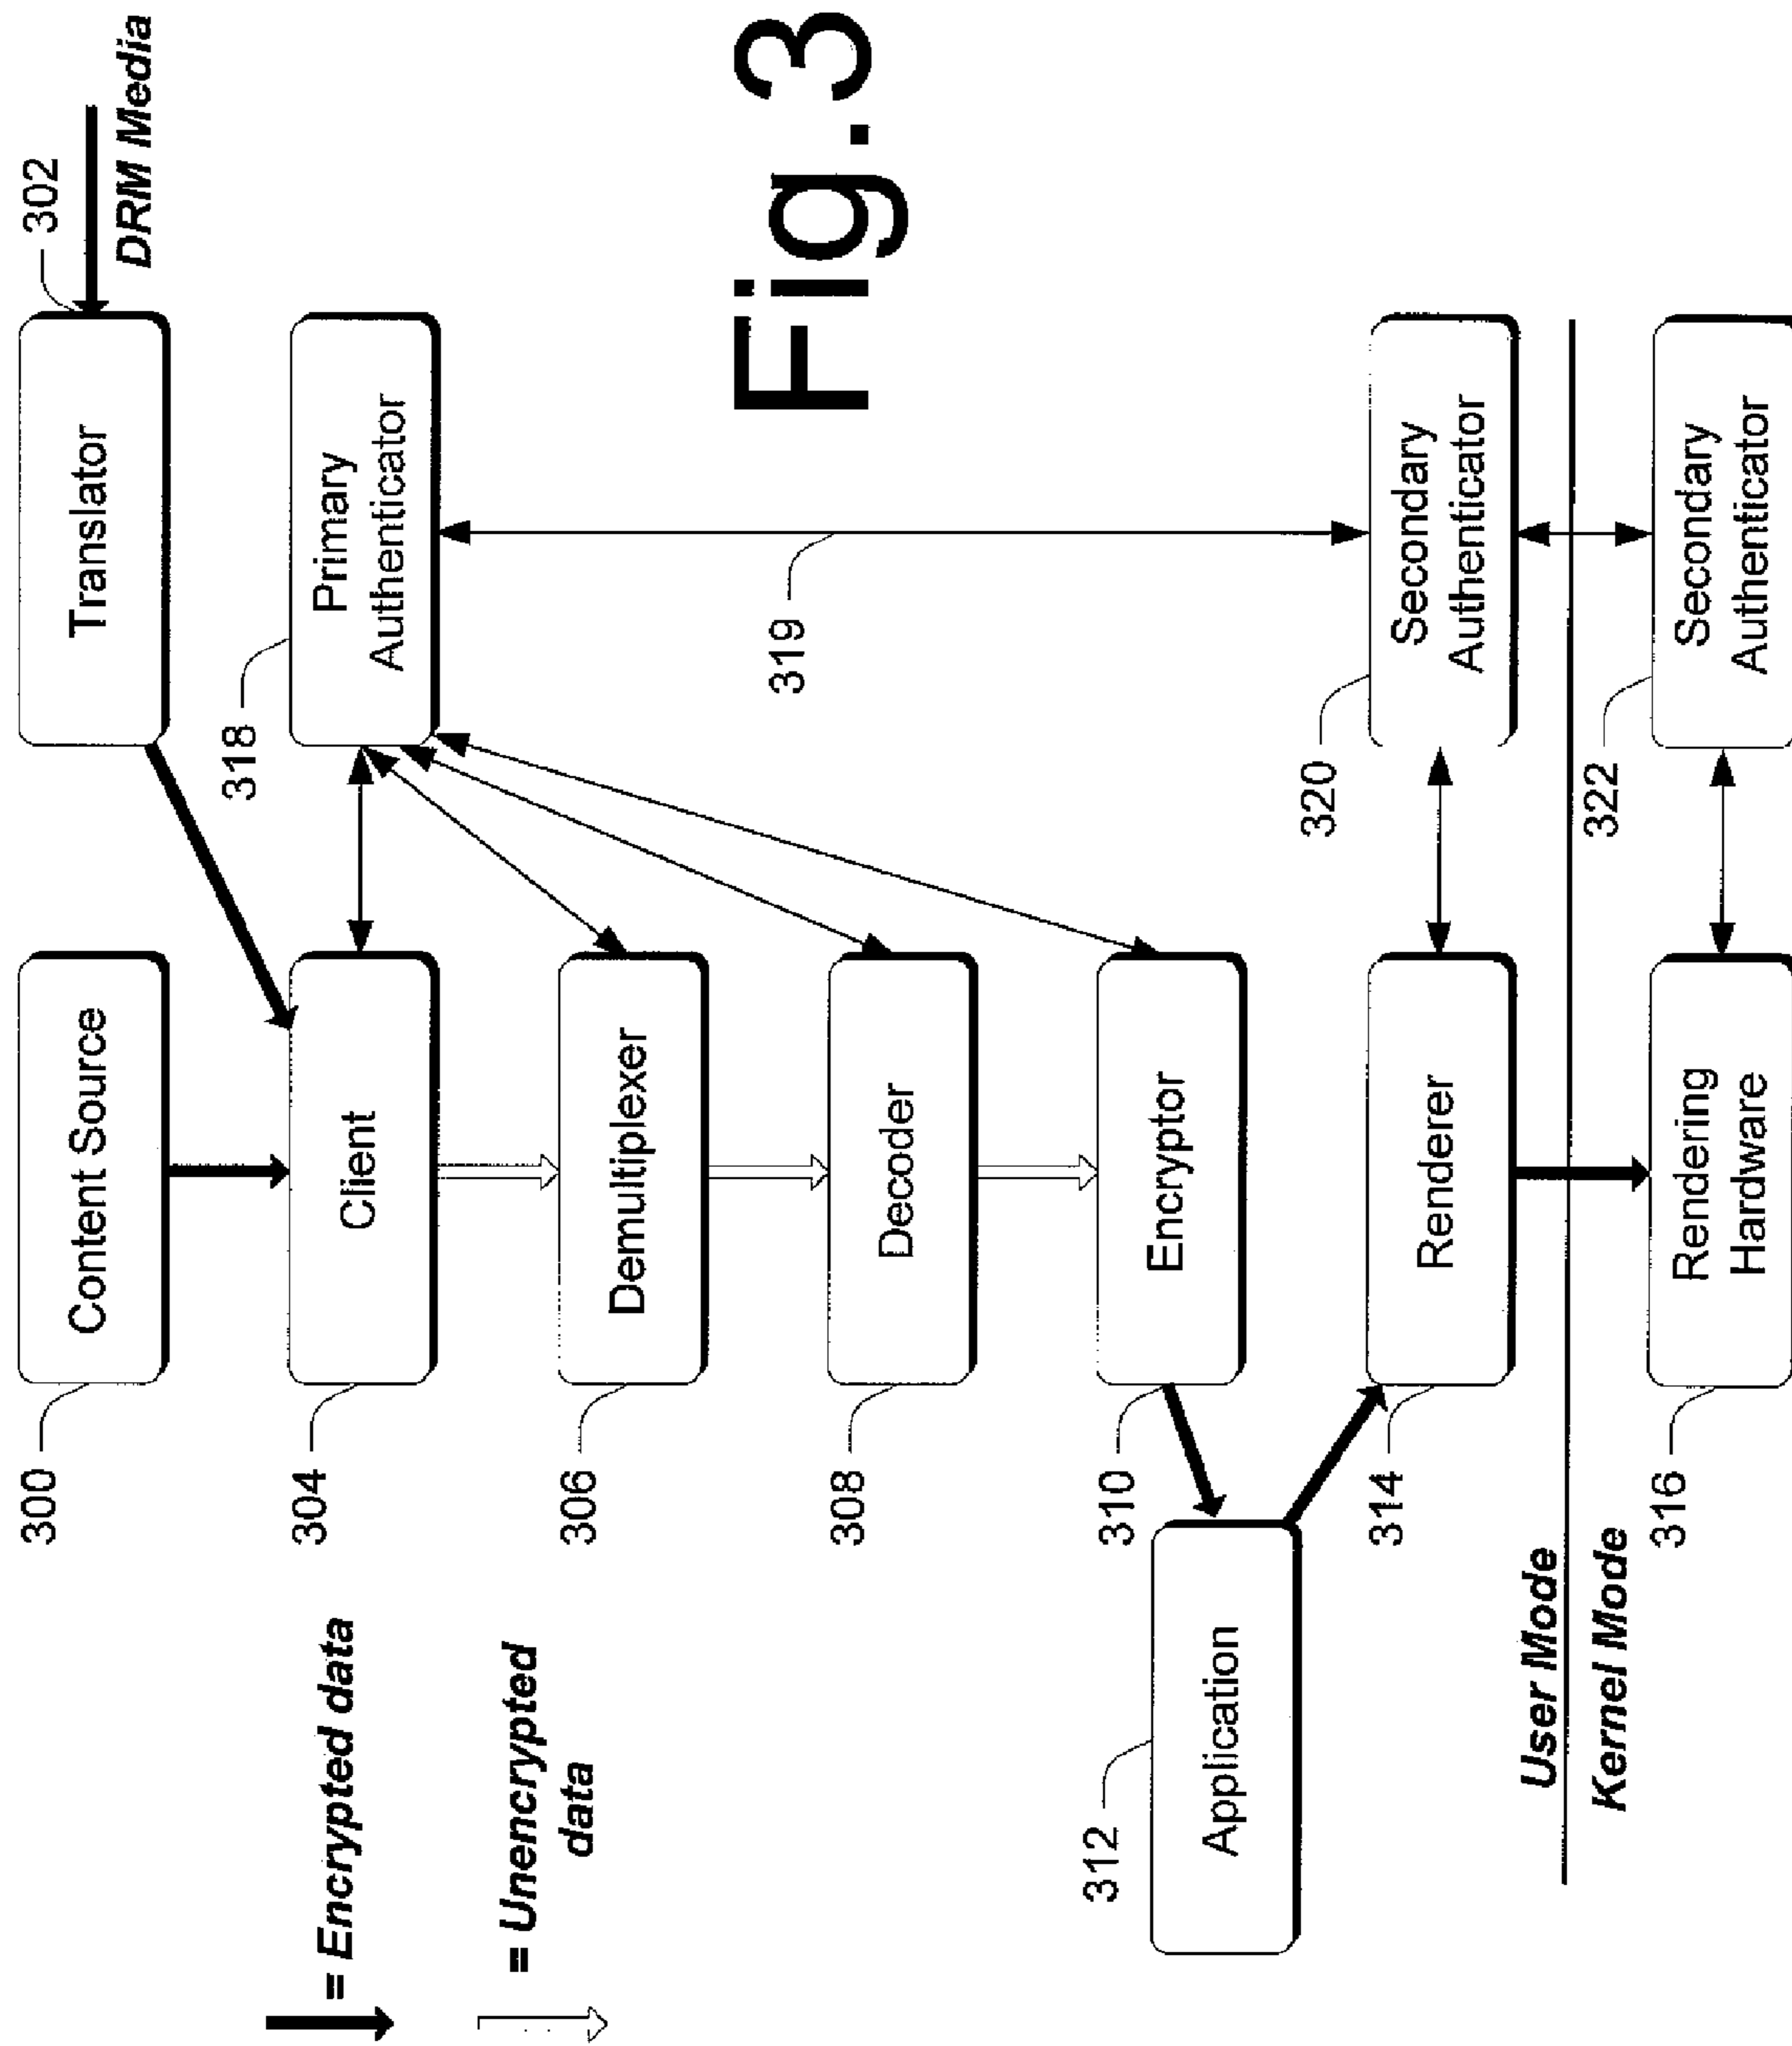 302
DRM Media
Translator
Primary
Authenticator
318
319
Fig.3
Secondary
Authenticator
320
Secondary
Authenticator
322
Content Source
300
Client
304
Demultiplexer
306
Decoder
308
Encryptor
310
Renderer
314
Rendering
Hardware
316
Application
312
User Mode
Kernel Mode
= Encrypted data
= Unencrypted
data